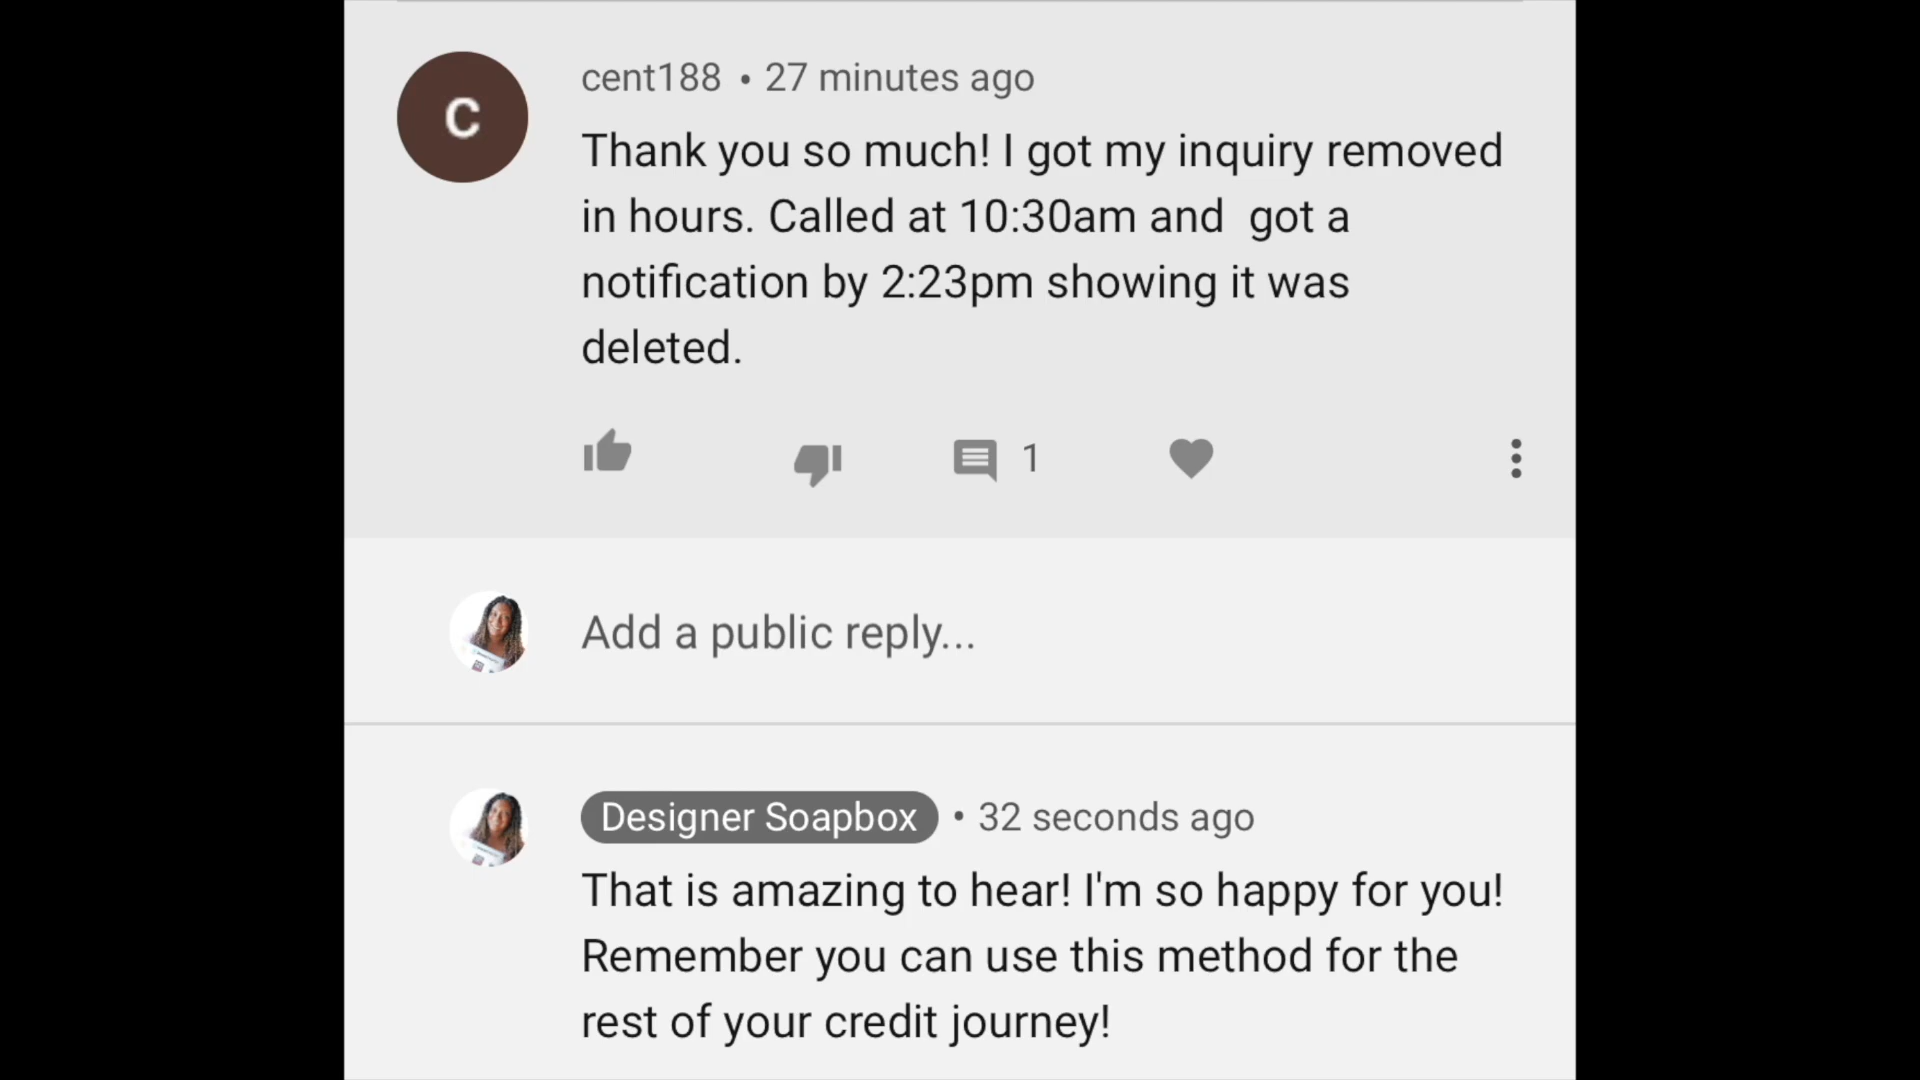 C
cent188 • 27 minutes ago
Thank you so much! I got my inquiry removed
in hours. Called at 10:30am and  got a
notification by 2:23pm showing it was
deleted.
1
Add a public reply...
Designer Soapbox • 32 seconds ago
That is amazing to hear! I'm so happy for you!
Remember you can use this method for the
rest of your credit journey!